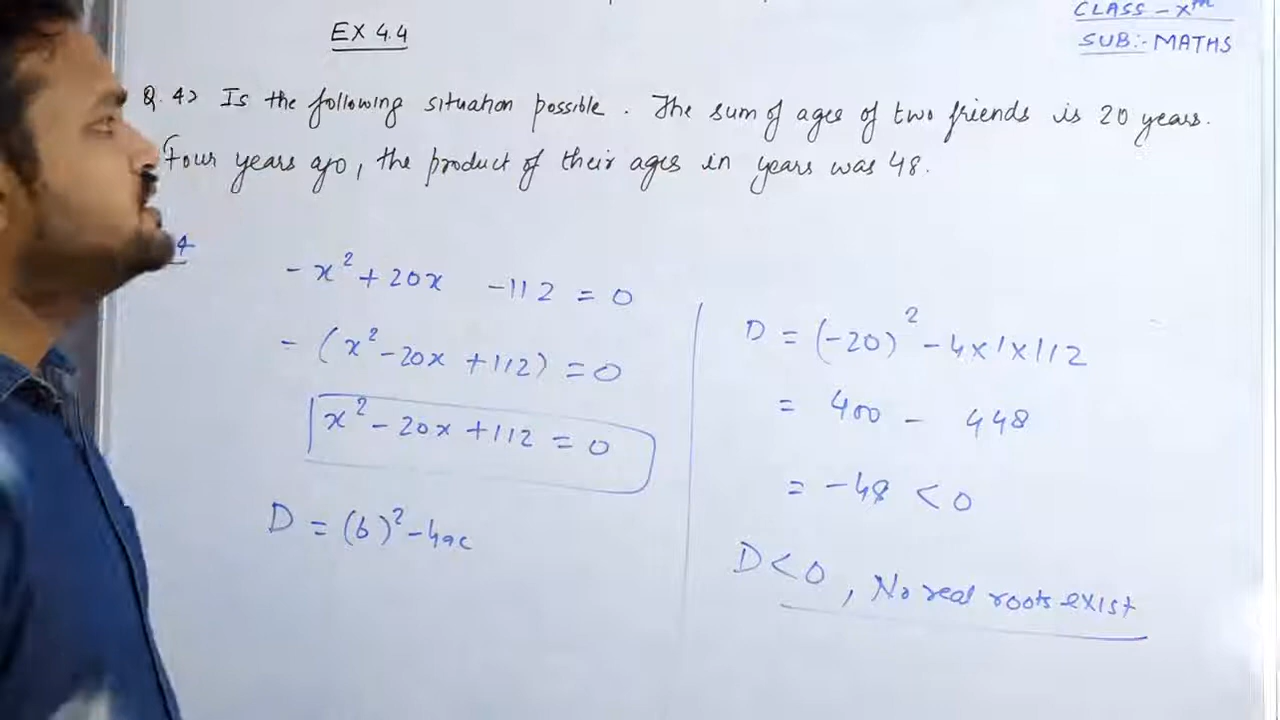 EX 4.4
CLASS - Xth
SUB:- MATHS
Q.4> Is the following situation possible. The sum of ages of two friends is 20 years.
Four years ago, the product of their ages in years was 48.
4
- x² + 20x - 112 = 0
- (x² - 20x + 112) = 0
x² - 20x + 112 = 0
D = (b)² - 4ac
D = (-20)² - 4x1x112
= 400 - 448
= -48 < 0
D < 0, No real roots exist